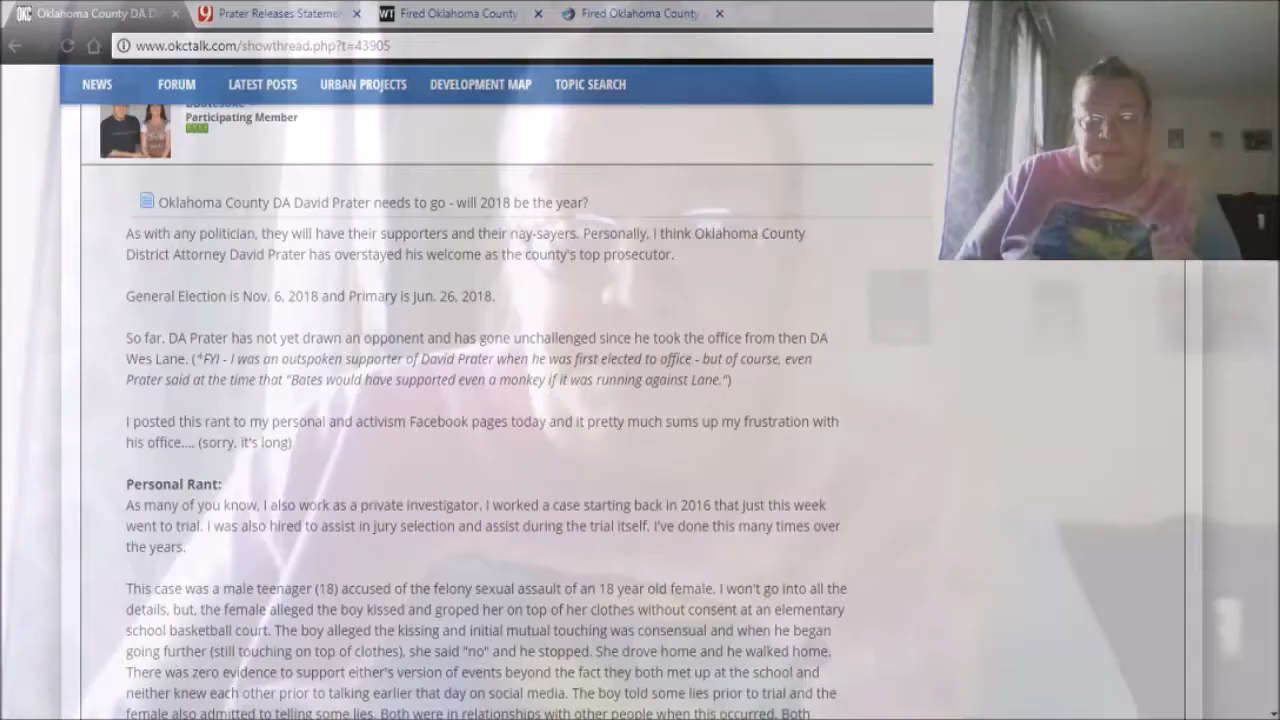 Oklahoma County DA D
Prater Releases Stateme
Fired Oklahoma County
Fired Oklahoma County
www.okctalk.com/showthread.php?t=43905
NEWS FORUM LATEST POSTS URBAN PROJECTS DEVELOPMENT MAP TOPIC SEARCH
Participating Member
Oklahoma County DA David Prater needs to go - will 2018 be the year?
As with any politician, they will have their supporters and their nay-sayers. Personally, I think Oklahoma County
District Attorney David Prater has overstayed his welcome as the county's top prosecutor.
General Election is Nov. 6, 2018 and Primary is Jun. 26, 2018.
So far, DA Prater has not yet drawn an opponent and has gone unchallenged since he took the office from then DA
Wes Lane. (*FYI - I was an outspoken supporter of David Prater when he was first elected to office - but of course, even
Prater said at the time that "Bates would have supported even a monkey if it was running against Lane.")
I posted this rant to my personal and activism Facebook pages today and it pretty much sums up my frustration with
his office.... (sorry, it's long)
Personal Rant:
As many of you know, I also work as a private investigator. I worked a case starting back in 2016 that just this week
went to trial. I was also hired to assist in jury selection and assist during the trial itself. I've done this many times over
the years.
This case was a male teenager (18) accused of the felony sexual assault of an 18 year old female. I won't go into all the
details, but, the female alleged the boy kissed and groped her on top of her clothes without consent at an elementary
school basketball court. The boy alleged the kissing and initial mutual touching was consensual and when he began
going further (still touching on top of clothes), she said "no" and he stopped. She drove home and he walked home.
There was zero evidence to support either's version of events beyond the fact they both met up at the school and
neither knew each other prior to talking earlier that day on social media. The boy told some lies prior to trial and the
female also admitted to telling some lies. Both were in relationships with other people when this occurred. Both